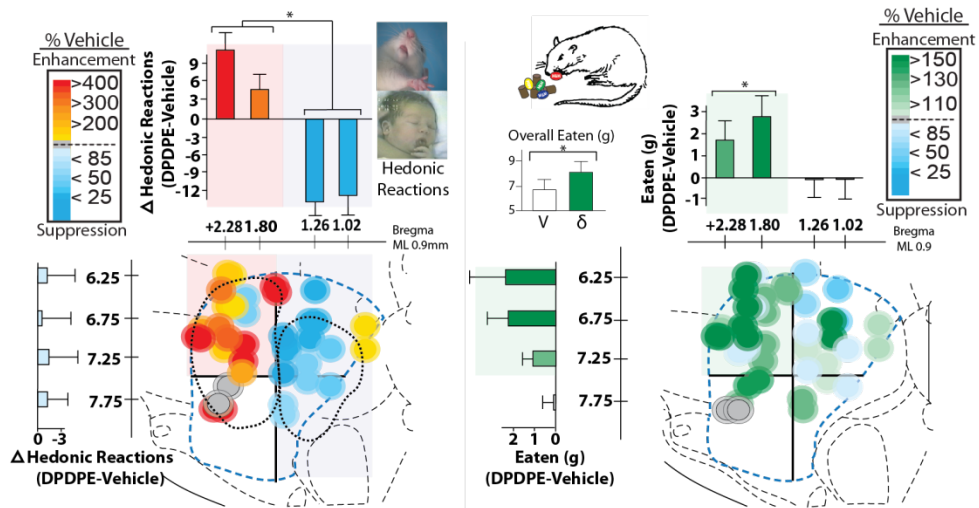 % Vehicle
Enhancement
>400
>300
>200
< 85
< 50
< 25
Suppression
Δ Hedonic Reactions
(DPDPE-Vehicle)
9
6
3
0
-3
-6
-9
-12
*
Hedonic
Reactions
+2.28 1.80 1.26 1.02
Bregma
ML 0.9mm
6.25
6.75
7.25
7.75
0 -3
Δ Hedonic Reactions
(DPDPE-Vehicle)
Overall Eaten (g)
*
9
7
5
V δ
Eaten (g)
(DPDPE-Vehicle)
3
2
1
0
-1
*
+2.28 1.80 1.26 1.02
Bregma
ML 0.9
% Vehicle
Enhancement
>150
>130
>110
< 85
< 50
< 25
Suppression
6.25
6.75
7.25
7.75
2 1 0
Eaten (g)
(DPDPE-Vehicle)